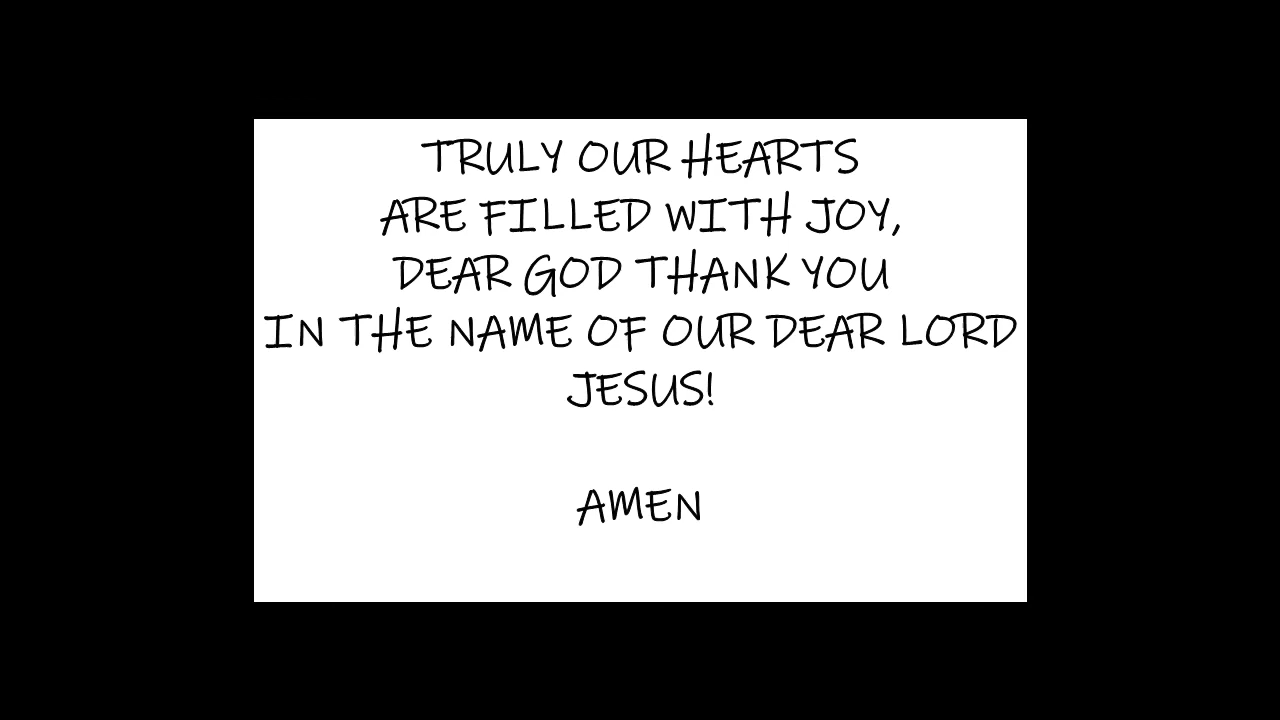 TRULY OUR HEARTS
ARE FILLED WITH JOY,
DEAR GOD THANK YOU
IN THE NAME OF OUR DEAR LORD
JESUS!
AMEN